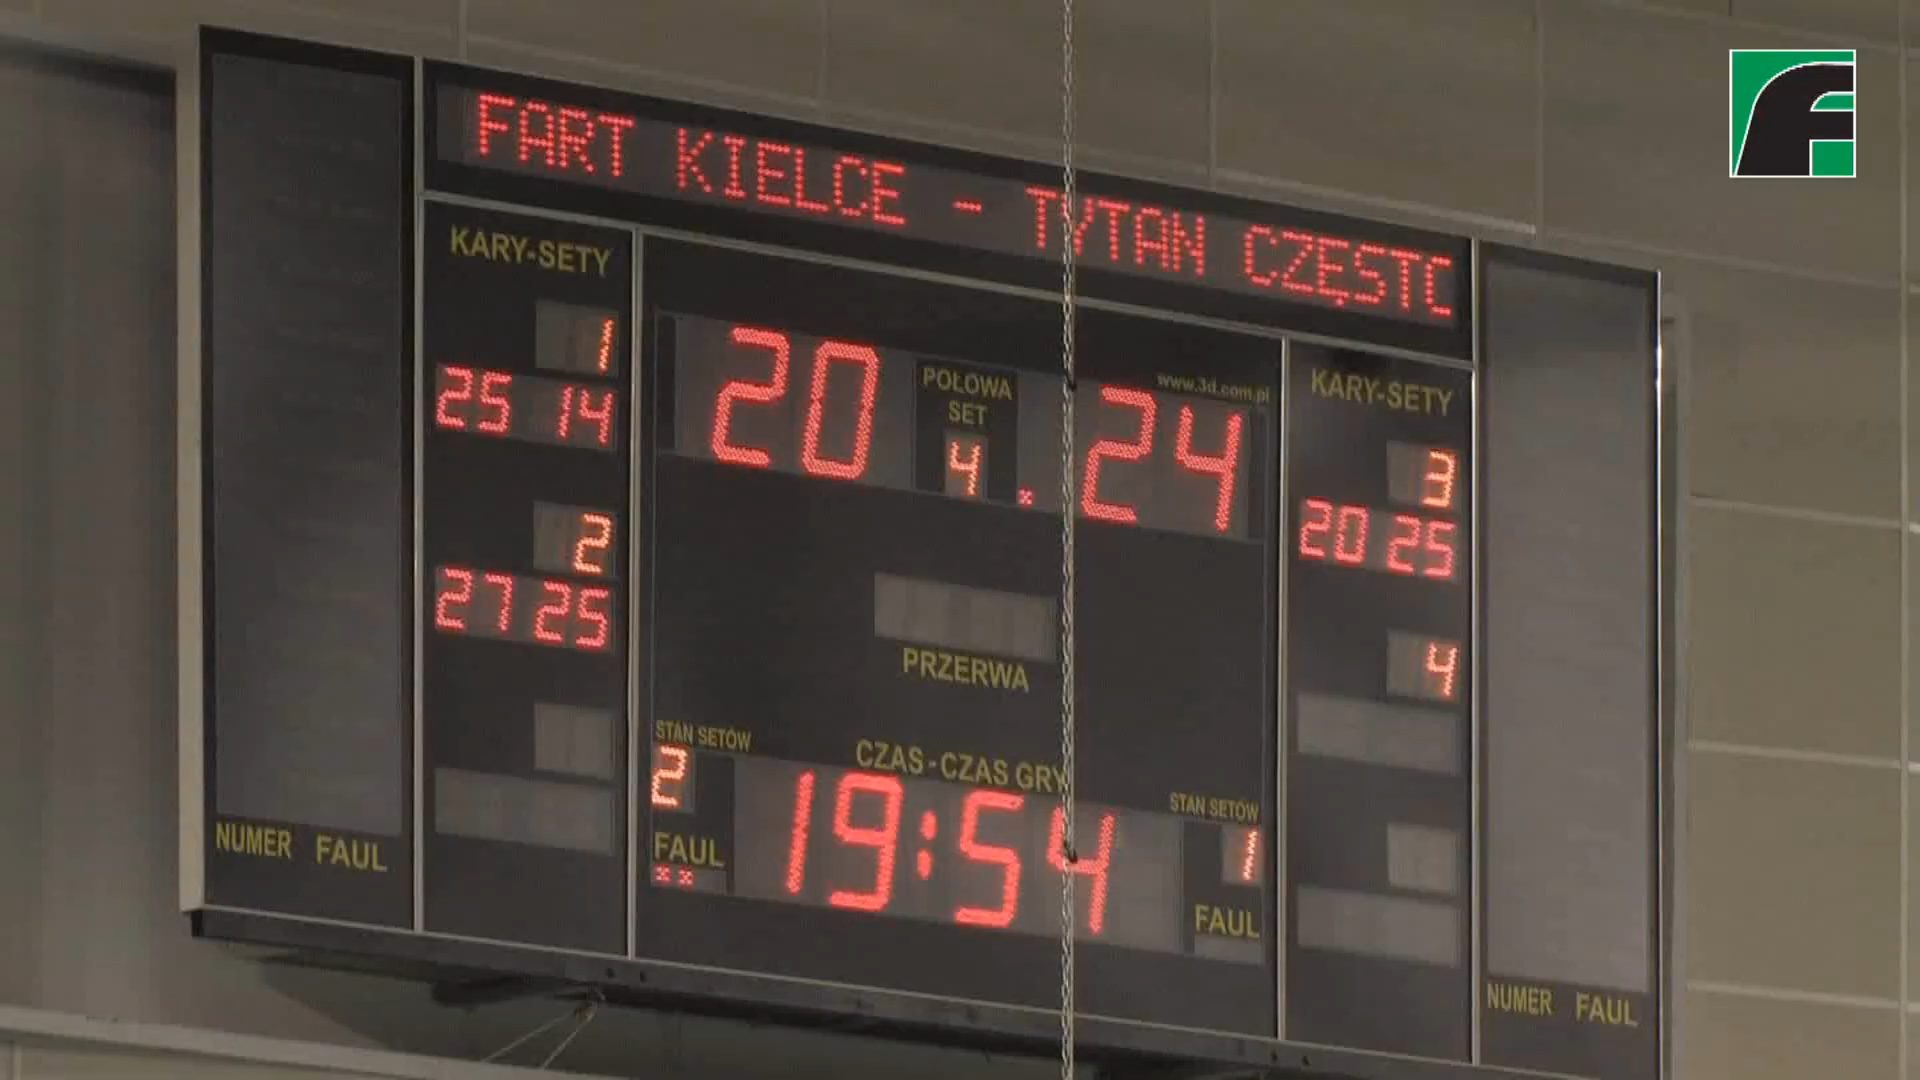 FART KIELCE - TYTAN CZĘSTC
KARY-SETY
1
25 14
2
27 25
20
POŁOWA
SET
4
www.3d.com.pl
24
PRZERWA
STAN SETÓW
2
FAUL
CZAS - CZAS GRY
19:54
STAN SETÓW
1
FAUL
KARY-SETY
3
20 25
4
NUMER FAUL
NUMER FAUL